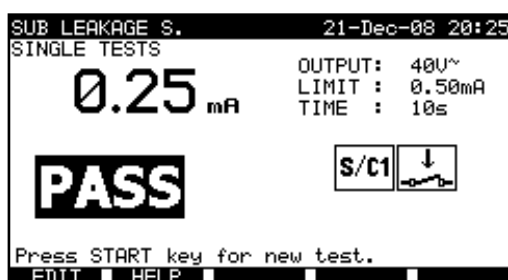 SUB LEAKAGE S. 21-Dec-08 20:25
SINGLE TESTS
0.25 mA
OUTPUT: 40V~
LIMIT : 0.50mA
TIME : 10s
PASS
S/C1
Press START key for new test.
EDIT HELP